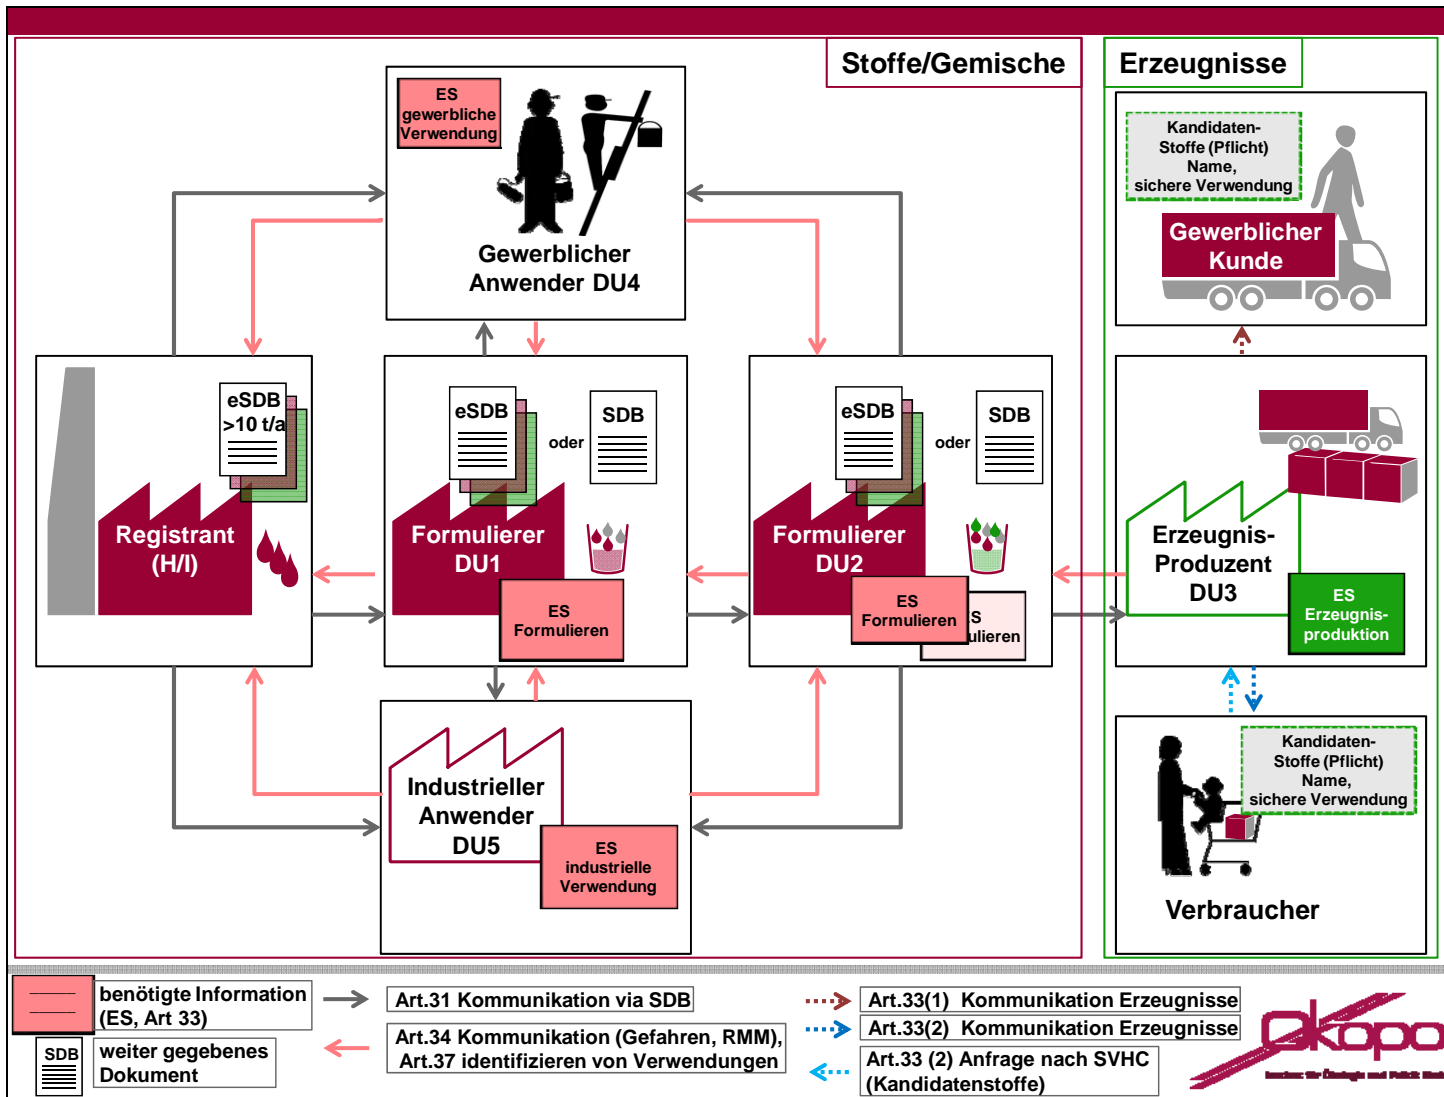 Stoffe/Gemische
Erzeugnisse
ES
gewerbliche
Verwendung
Gewerblicher
Anwender DU4
Kandidaten-
Stoffe (Pflicht)
Name,
sichere Verwendung
Gewerblicher
Kunde
eSDB
>10 t/a
Registrant
(H/I)
eSDB
oder
SDB
Formulierer
DU1
ES
Formulieren
eSDB
oder
SDB
Formulierer
DU2
ES
Formulieren
Erzeugnis-
Produzent
DU3
ES
Erzeugnis-
produktion
Industrieller
Anwender
DU5
ES
industrielle
Verwendung
Kandidaten-
Stoffe (Pflicht)
Name,
sichere Verwendung
Verbraucher
benötigte Information
(ES, Art 33)
SDB
weiter gegebenes
Dokument
Art.31 Kommunikation via SDB
Art.34 Kommunikation (Gefahren, RMM),
Art.37 identifizieren von Verwendungen
Art.33(1) Kommunikation Erzeugnisse
Art.33(2) Kommunikation Erzeugnisse
Art.33 (2) Anfrage nach SVHC
(Kandidatenstoffe)
Ökopol